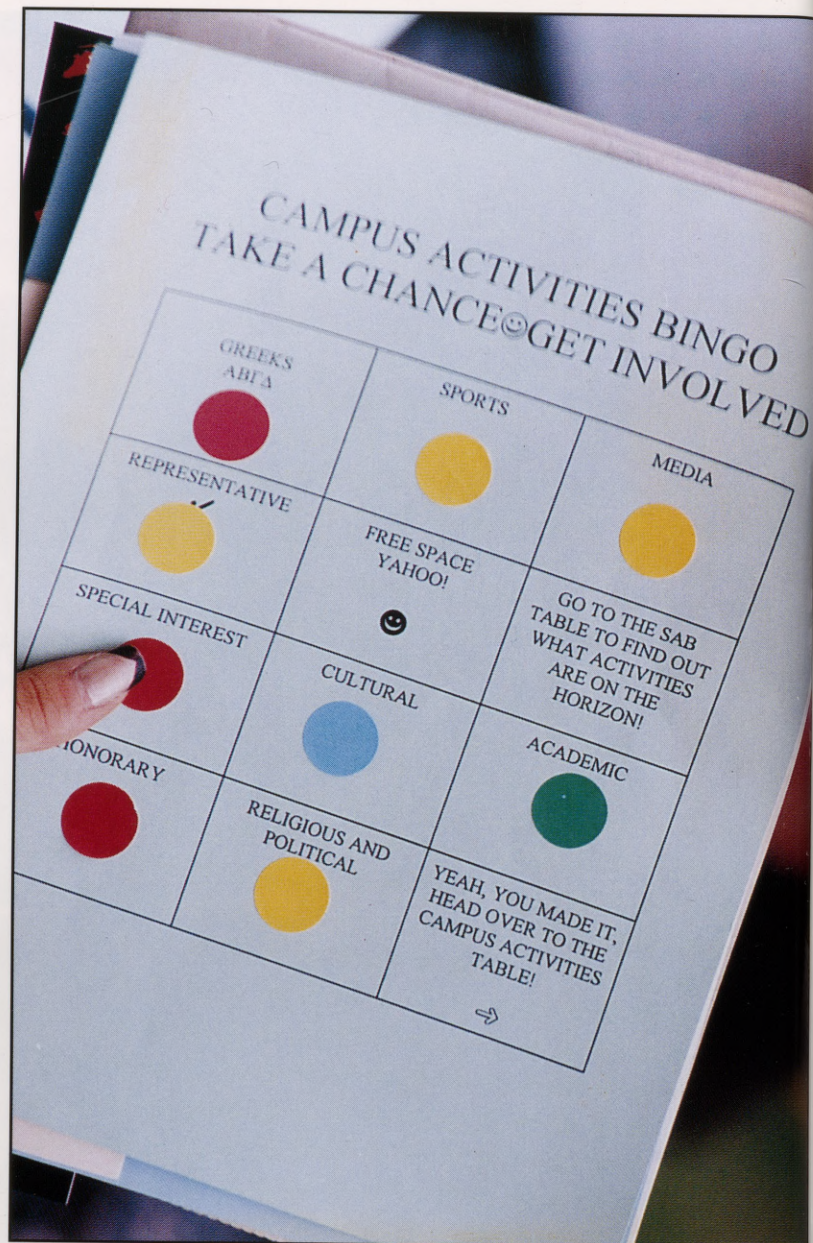 CAMPUS ACTIVITIES BINGO
TAKE A CHANCE☺GET INVOLVED
GREEKS
ΑΒΓΔ
SPORTS
MEDIA
REPRESENTATIVE
FREE SPACE
YAHOO!
GO TO THE SAB
TABLE TO FIND OUT
WHAT ACTIVITIES
ARE ON THE
HORIZON!
SPECIAL INTEREST
CULTURAL
ACADEMIC
HONORARY
RELIGIOUS AND
POLITICAL
YEAH, YOU MADE IT,
HEAD OVER TO THE
CAMPUS ACTIVITIES
TABLE!